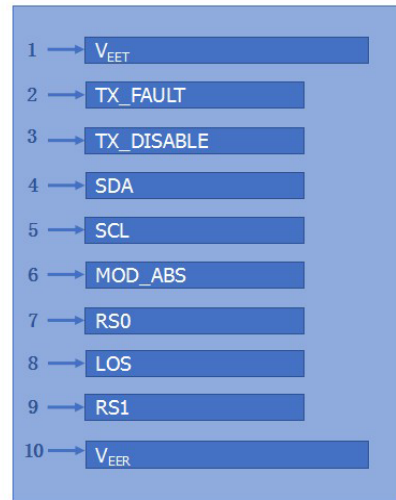 1 VEET
2 TX_FAULT
3 TX_DISABLE
4 SDA
5 SCL
6 MOD_ABS
7 RS0
8 LOS
9 RS1
10 VEER